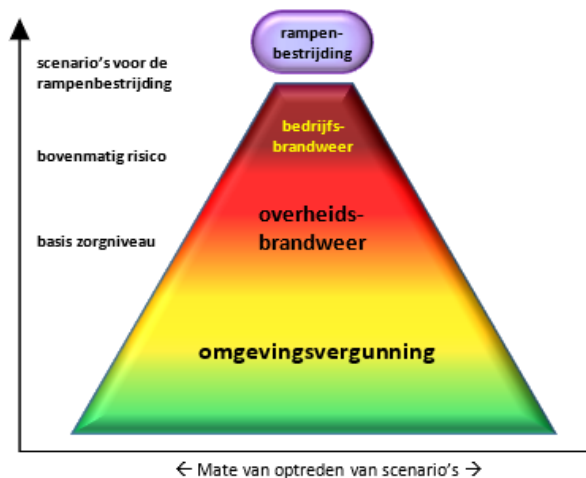 rampen-
bestrijding
scenario's voor de
rampenbestrijding
bedrijfs-
brandweer
bovenmatig risico
overheids-
brandweer
basis zorgniveau
omgevingsvergunning
← Mate van optreden van scenario's →